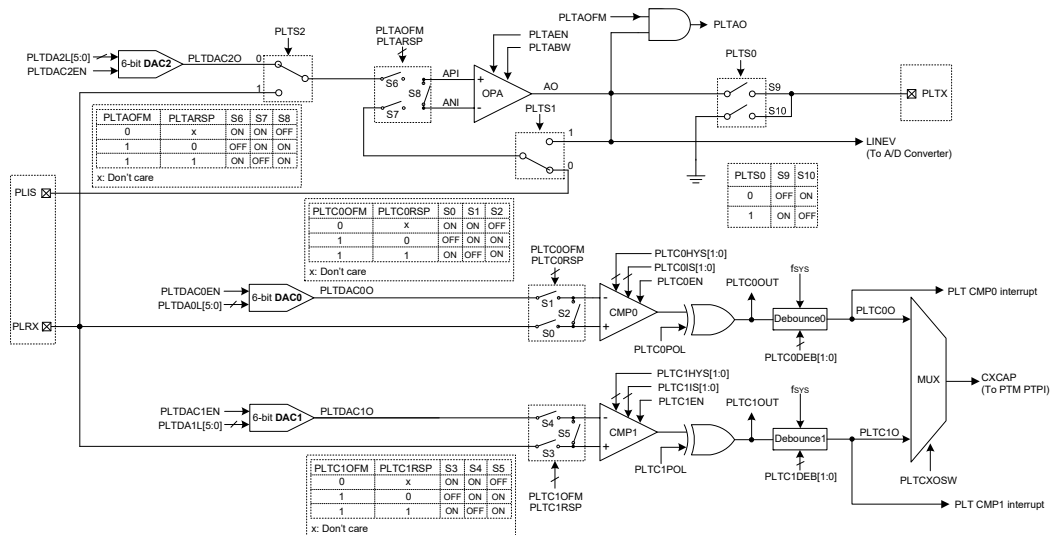 PLTAOFM
PLTAO
PLTS2
PLTAOFM
PLTARSP
PLTAEN
PLTABW
PLTDA2L[5:0]
PLTDAC2EN
6-bit DAC2
PLTDAC2O
0
1
S6
S8
S7
API
ANI
+
-
OPA
AO
PLTS1
1
0
PLTS0
S9
S10
PLTX
LINEV
(To A/D Converter)
PLTAOFM PLTARSP S6 S7 S8
0 x ON ON OFF
1 0 OFF ON ON
1 1 ON OFF ON
x: Don't care
PLTS0 S9 S10
0 OFF ON
1 ON OFF
PLIS
PLRX
PLTC0OFM PLTC0RSP S0 S1 S2
0 x ON ON OFF
1 0 OFF ON ON
1 1 ON OFF ON
x: Don't care
PLTDAC0EN
PLTDA0L[5:0]
6-bit DAC0
PLTDAC0O
PLTC0OFM
PLTC0RSP
S1
S2
S0
PLTC0HYS[1:0]
PLTC0IS[1:0]
PLTC0EN
-
+
CMP0
PLTC0POL
PLTC0OUT
fSYS
Debounce0
PLTC0DEB[1:0]
PLTC0O
PLT CMP0 interrupt
MUX
CXCAP
(To PTM PTPI)
PLTCXOSW
PLTDAC1EN
PLTDA1L[5:0]
6-bit DAC1
PLTDAC1O
S4
S5
S3
PLTC1OFM
PLTC1RSP
PLTC1HYS[1:0]
PLTC1IS[1:0]
PLTC1EN
-
+
CMP1
PLTC1POL
PLTC1OUT
fSYS
Debounce1
PLTC1DEB[1:0]
PLTC1O
PLT CMP1 interrupt
PLTC1OFM PLTC1RSP S3 S4 S5
0 x ON ON OFF
1 0 OFF ON ON
1 1 ON OFF ON
x: Don't care